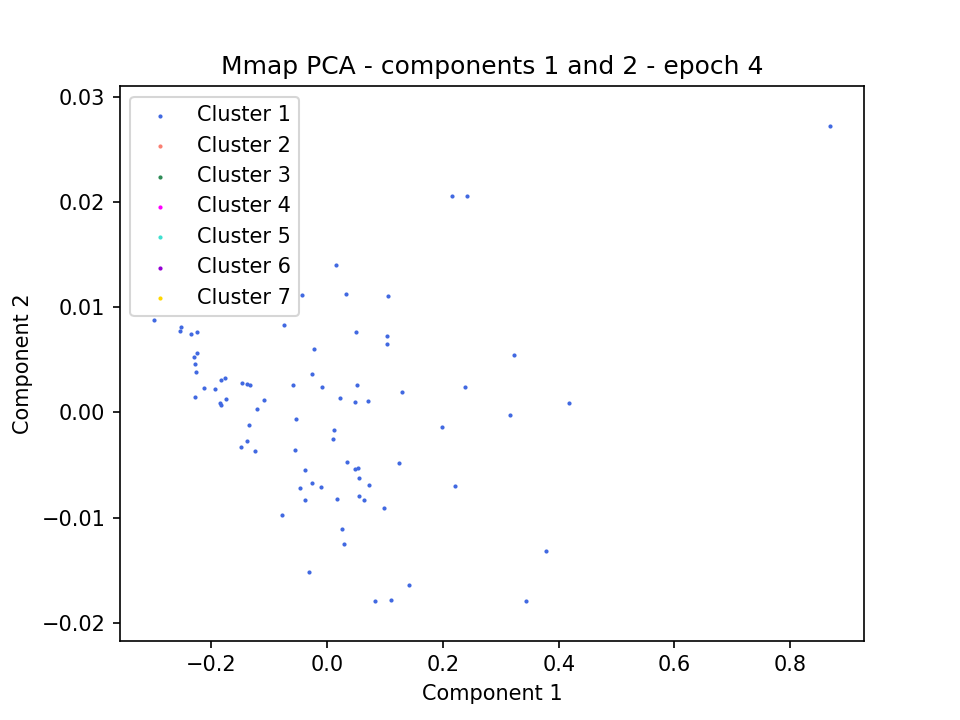 Mmap PCA - components 1 and 2 - epoch 4
0.03
0.02
0.01
0.00
−0.01
−0.02
Component 2
Cluster 1
Cluster 2
Cluster 3
Cluster 4
Cluster 5
Cluster 6
Cluster 7
−0.2
0.0
0.2
0.4
0.6
0.8
Component 1